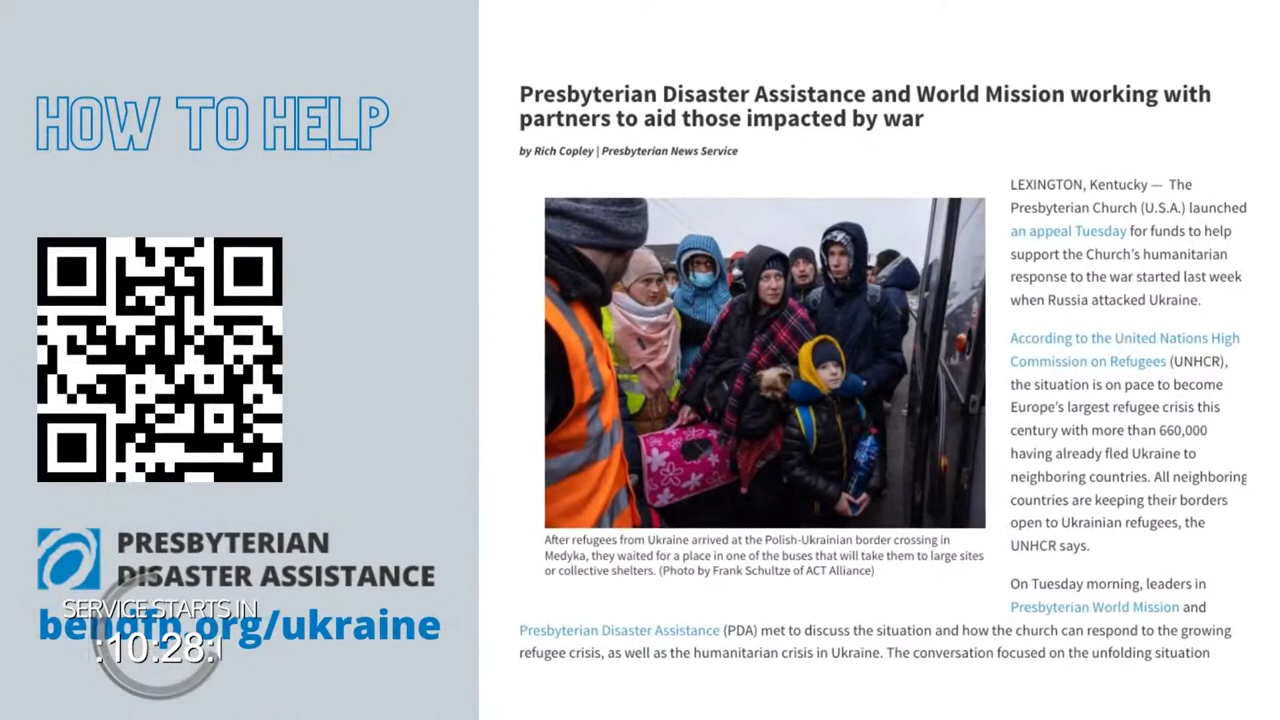 HOW TO HELP
PRESBYTERIAN
DISASTER ASSISTANCE
SERVICE STARTS IN
bendfp.org/ukraine
:10:28:
Presbyterian Disaster Assistance and World Mission working with
partners to aid those impacted by war
by Rich Copley | Presbyterian News Service
LEXINGTON, Kentucky — The
Presbyterian Church (U.S.A.) launched
an appeal Tuesday for funds to help
support the Church's humanitarian
response to the war started last week
when Russia attacked Ukraine.
According to the United Nations High
Commission on Refugees (UNHCR),
the situation is on pace to become
Europe's largest refugee crisis this
century with more than 660,000
having already fled Ukraine to
neighboring countries. All neighboring
countries are keeping their borders
open to Ukrainian refugees, the
UNHCR says.
After refugees from Ukraine arrived at the Polish-Ukrainian border crossing in
Medyka, they waited for a place in one of the buses that will take them to large sites
or collective shelters. (Photo by Frank Schultze of ACT Alliance)
On Tuesday morning, leaders in
Presbyterian World Mission and
Presbyterian Disaster Assistance (PDA) met to discuss the situation and how the church can respond to the growing
refugee crisis, as well as the humanitarian crisis in Ukraine. The conversation focused on the unfolding situation